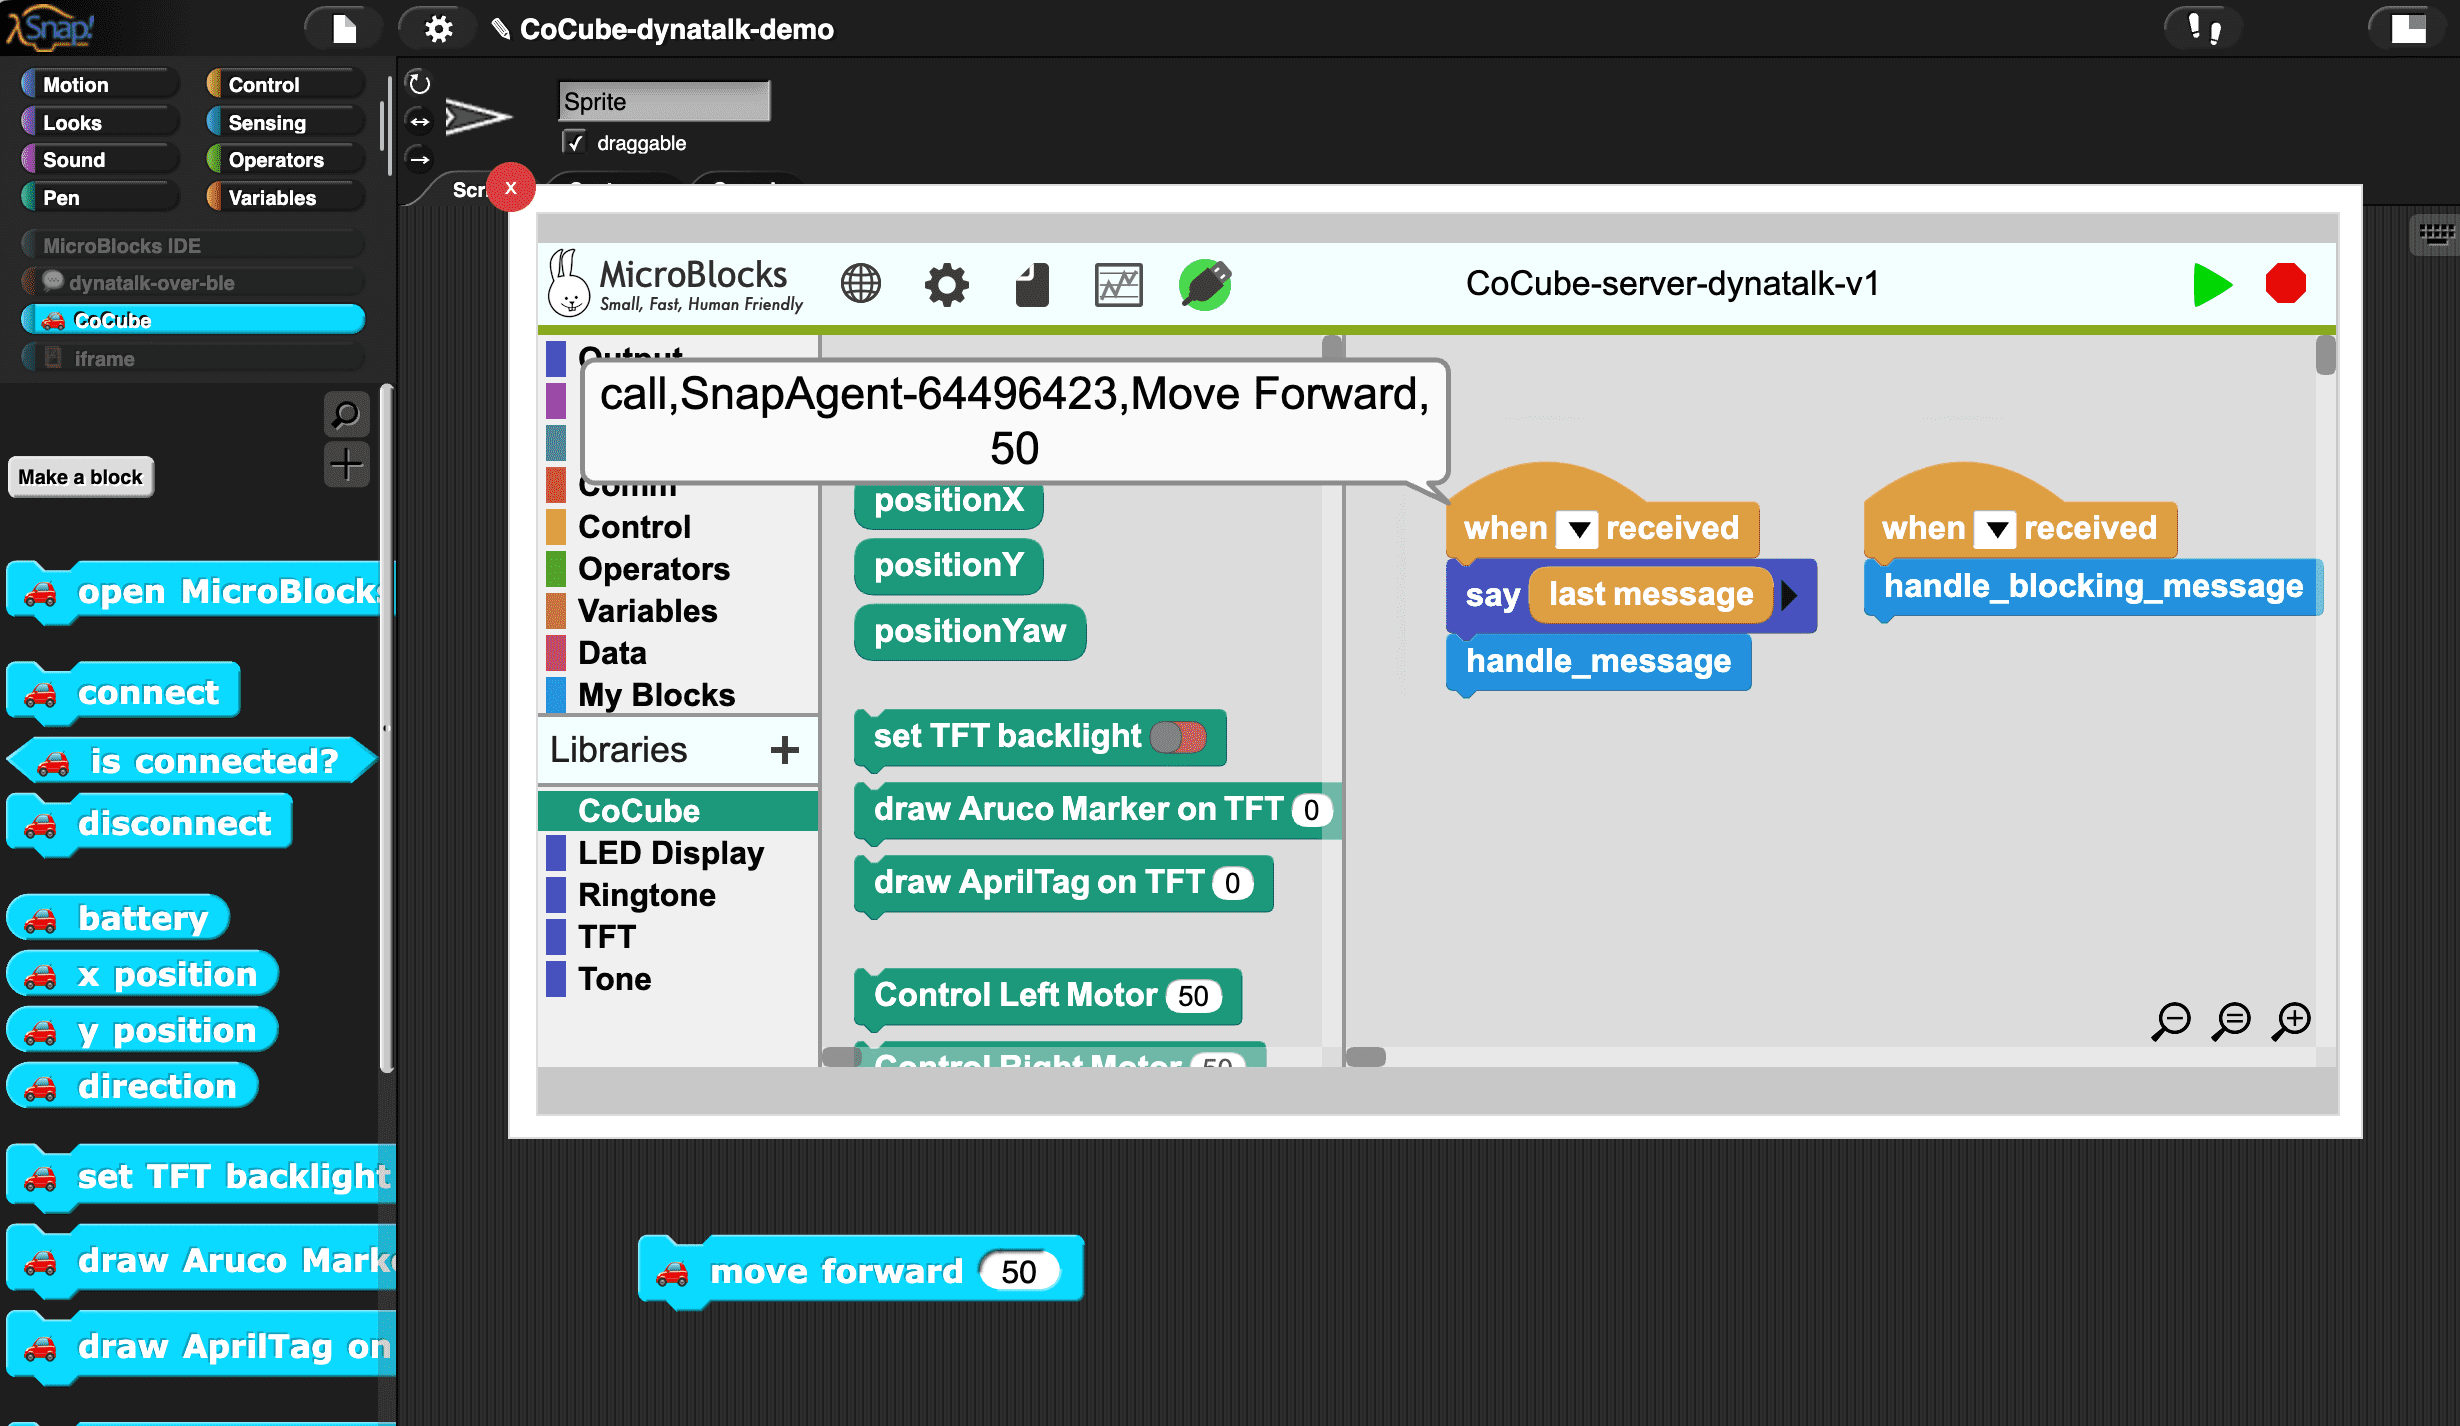 Snap!
CoCube-dynatalk-demo
Motion
Control
Looks
Sensing
Sound
Operators
Pen
Variables
MicroBlocks IDE
dynatalk-over-ble
CoCube
iframe
Make a block
open MicroBlocks
connect
is connected?
disconnect
battery
x position
y position
direction
set TFT backlight
draw Aruco Mark
draw AprilTag on
Sprite
draggable
Scr
x
MicroBlocks
Small, Fast, Human Friendly
CoCube-server-dynatalk-v1
Output
call,SnapAgent-64496423,Move Forward,
50
Comm
Control
Operators
Variables
Data
My Blocks
Libraries +
CoCube
LED Display
Ringtone
TFT
Tone
positionX
positionY
positionYaw
set TFT backlight
draw Aruco Marker on TFT 0
draw AprilTag on TFT 0
Control Left Motor 50
Control Right Motor 50
when received
say last message
handle_message
when received
handle_blocking_message
move forward 50